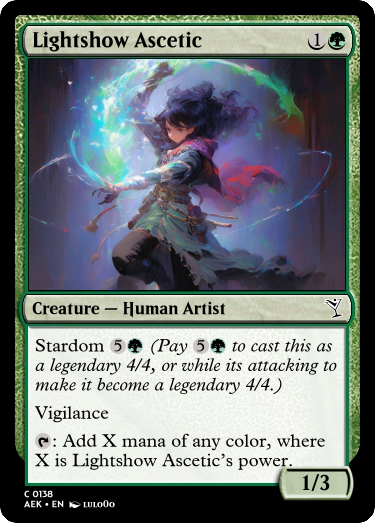 Lightshow Ascetic 1
Creature — Human Artist
Stardom 5 (Pay 5 to cast this as
a legendary 4/4, or while its attacking to
make it become a legendary 4/4.)
Vigilance
: Add X mana of any color, where
X is Lightshow Ascetic's power.
1/3
C 0138
AEK • EN LULO0o